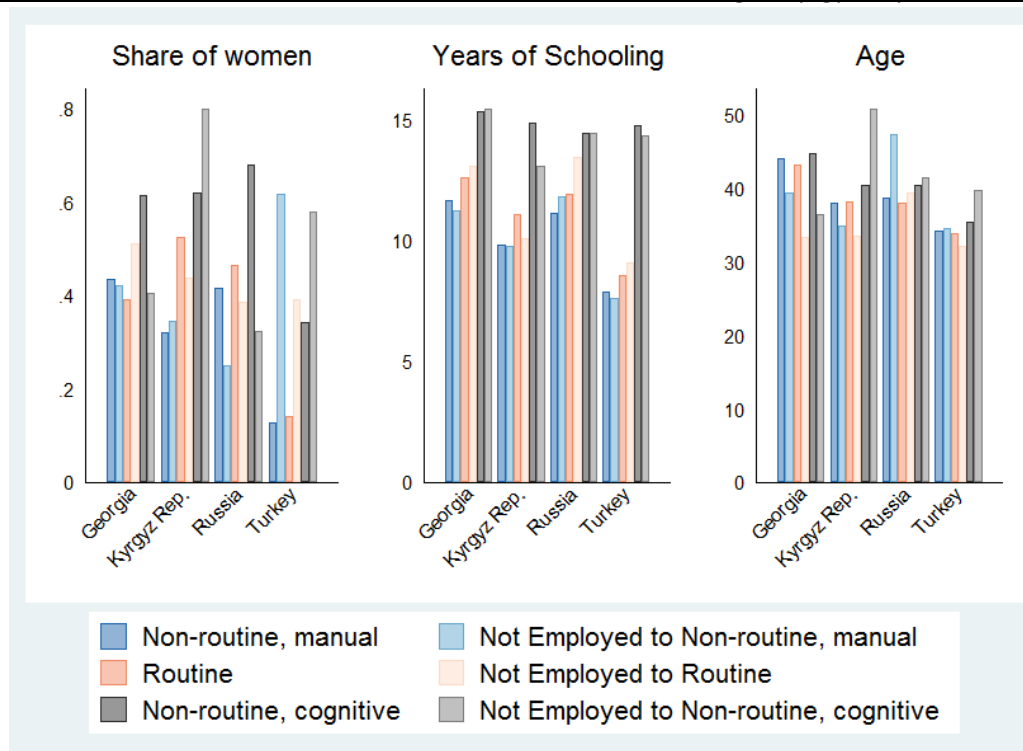 Share of women
Years of Schooling
Age
.8
.6
.4
.2
0
Georgia
Kyrgyz Rep.
Russia
Turkey
15
10
5
0
Georgia
Kyrgyz Rep.
Russia
Turkey
50
40
30
20
10
0
Georgia
Kyrgyz Rep.
Russia
Turkey
Non-routine, manual
Not Employed to Non-routine, manual
Routine
Not Employed to Routine
Non-routine, cognitive
Not Employed to Non-routine, cognitive